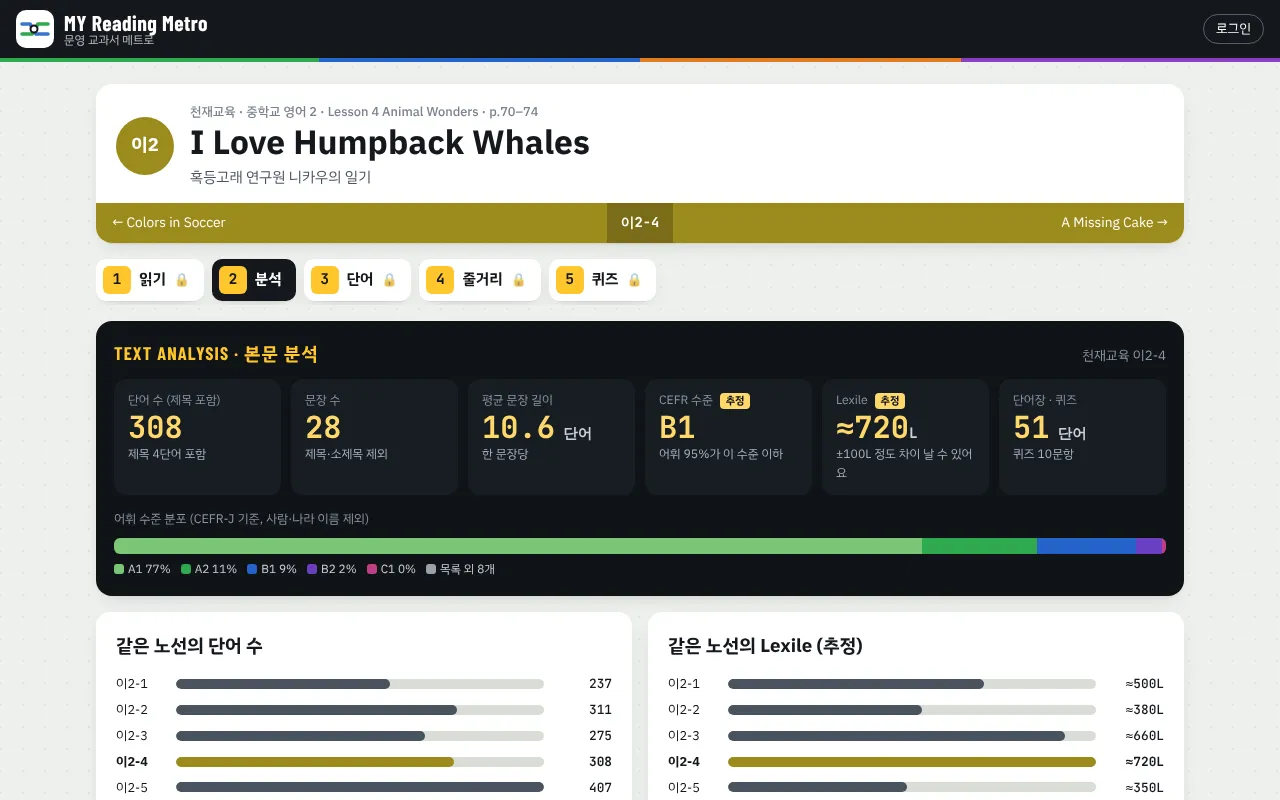 MY Reading Metro
문영 교과서 메트로
로그인
천재교육 · 중학교 영어 2 · Lesson 4 Animal Wonders · p.70–74
이2
I Love Humpback Whales
혹등고래 연구원 니카우의 일기
← Colors in Soccer
이2-4
A Missing Cake →
1 읽기 🔒
2 분석
3 단어 🔒
4 줄거리 🔒
5 퀴즈 🔒
TEXT ANALYSIS · 본문 분석
천재교육 이2-4
단어 수 (제목 포함)
308
제목 4단어 포함
문장 수
28
제목·소제목 제외
평균 문장 길이
10.6 단어
한 문장당
CEFR 수준 추정
B1
어휘 95%가 이 수준 이하
Lexile 추정
≈720L
±100L 정도 차이 날 수 있어
요
단어장 · 퀴즈
51 단어
퀴즈 10문항
어휘 수준 분포 (CEFR-J 기준, 사람·나라 이름 제외)
A1 77% A2 11% B1 9% B2 2% C1 0% 목록 외 8개
같은 노선의 단어 수
이2-1 237
이2-2 311
이2-3 275
이2-4 308
이2-5 407
같은 노선의 Lexile (추정)
이2-1 ≈500L
이2-2 ≈380L
이2-3 ≈660L
이2-4 ≈720L
이2-5 ≈350L